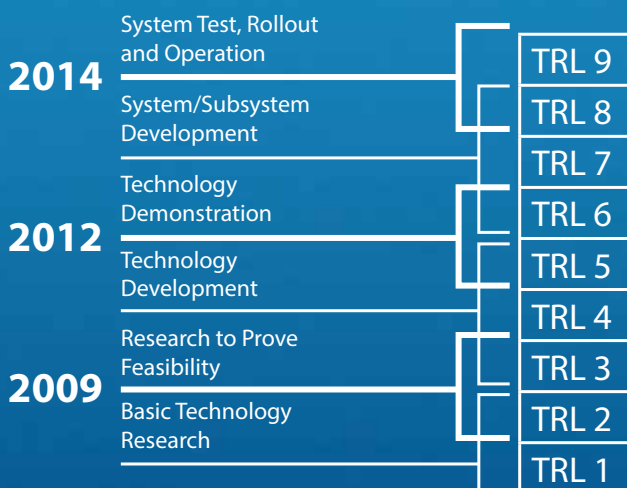 System Test, Rollout
and Operation
2014
System/Subsystem
Development
Technology
Demonstration
2012
Technology
Development
Research to Prove
Feasibility
2009
Basic Technology
Research
TRL 9
TRL 8
TRL 7
TRL 6
TRL 5
TRL 4
TRL 3
TRL 2
TRL 1